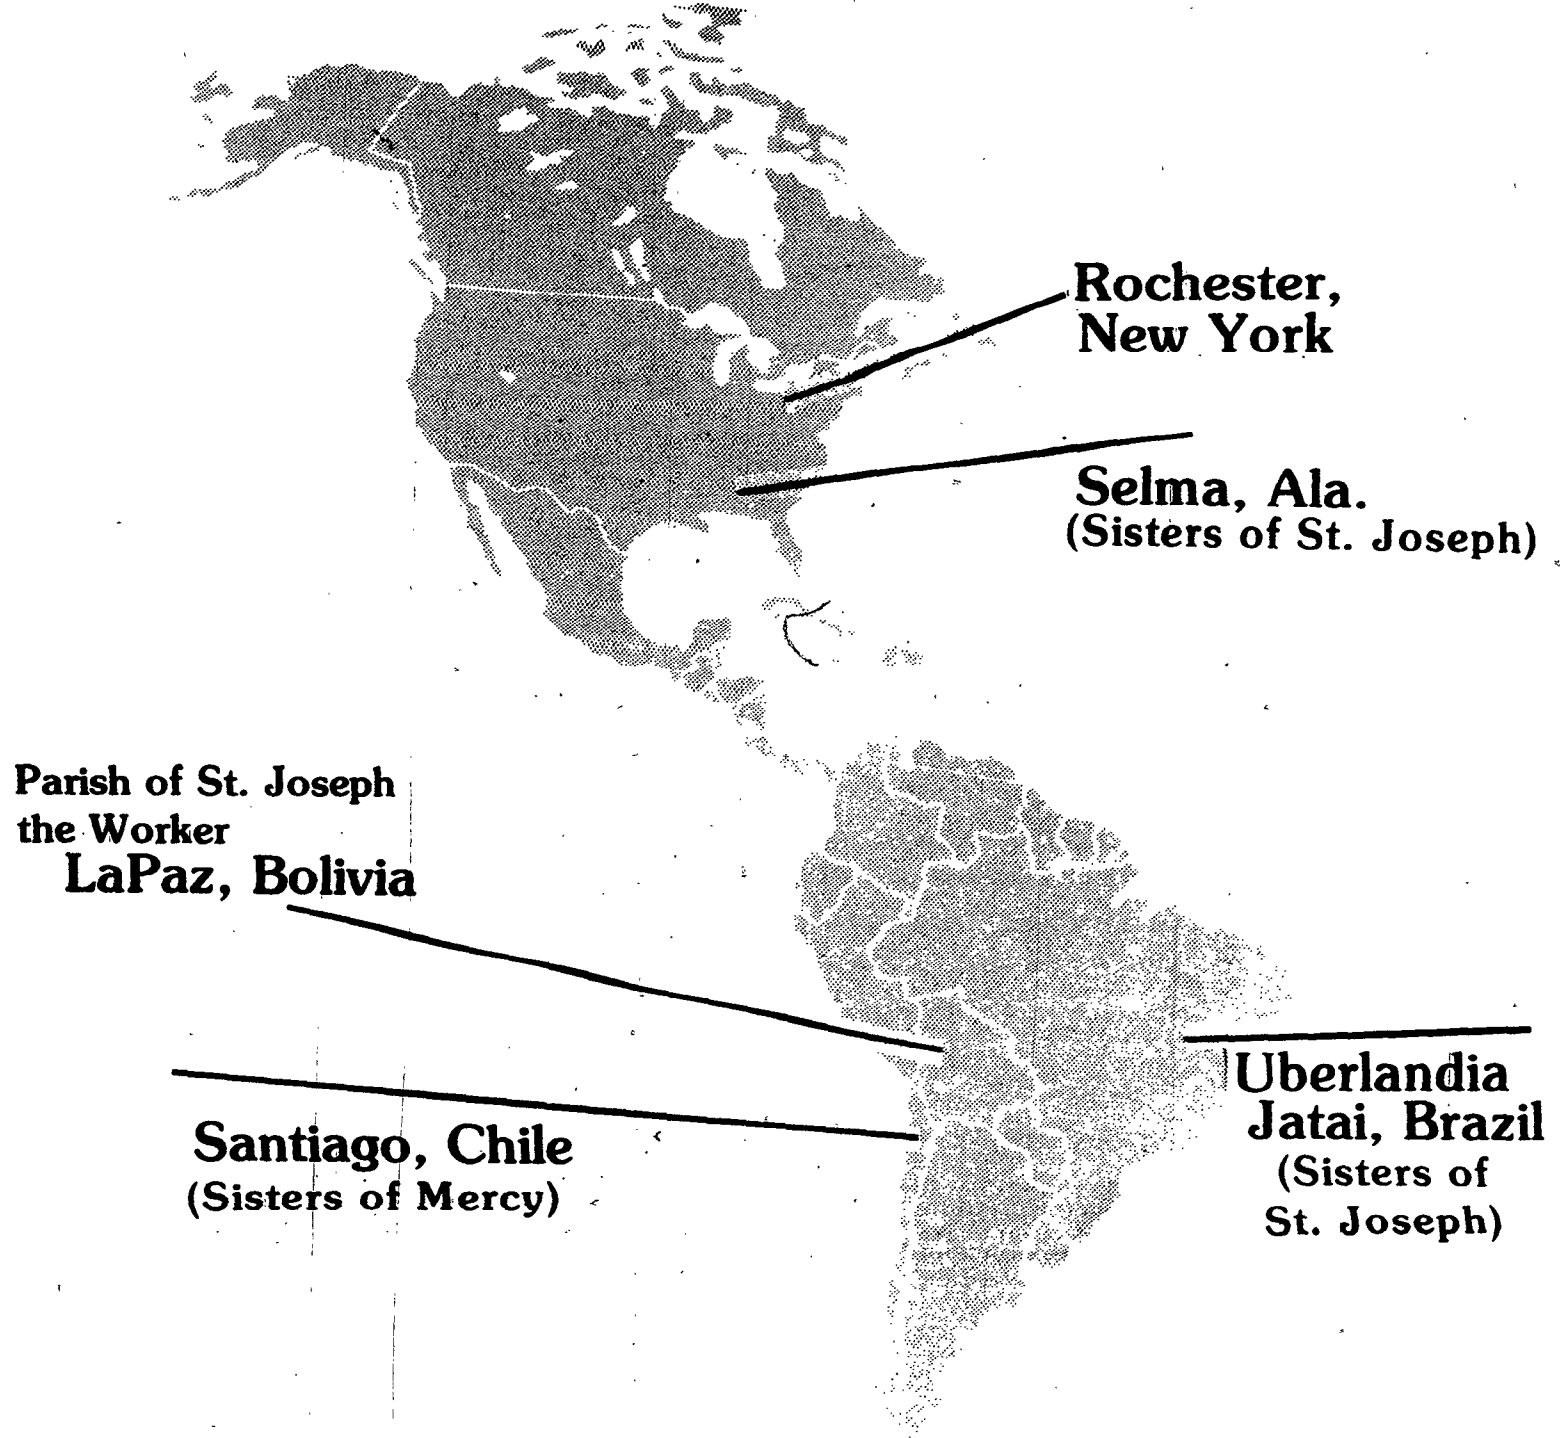 Rochester,
New York
Selma, Ala.
(Sisters of St. Joseph)
Parish of St. Joseph
the Worker
LaPaz, Bolivia
Santiago, Chile
(Sisters of Mercy)
Uberlandia
Jatai, Brazil
(Sisters of
St. Joseph)